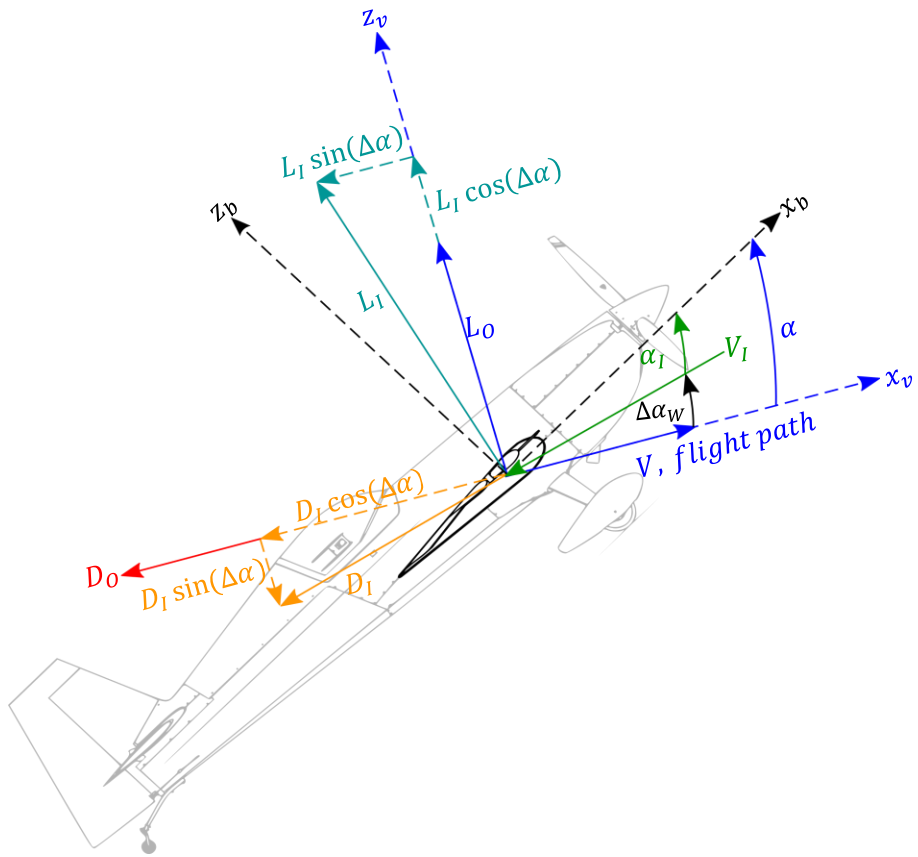 z_v
L_I sin(Δα)
L_I cos(Δα)
z_b
x_b
L_I
L_O
α
α_I
V_I
x_v
Δα_W
V, flight path
D_I cos(Δα)
D_O
D_I sin(Δα)
D_I